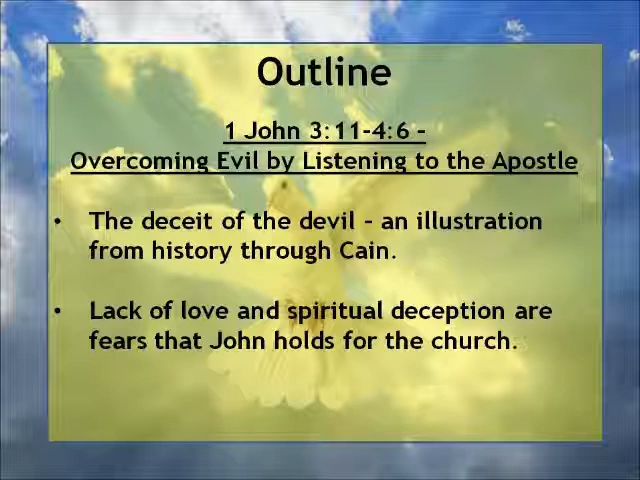 Outline
1 John 3:11-4:6 -
Overcoming Evil by Listening to the Apostle
• The deceit of the devil - an illustration
from history through Cain.
• Lack of love and spiritual deception are
fears that John holds for the church.